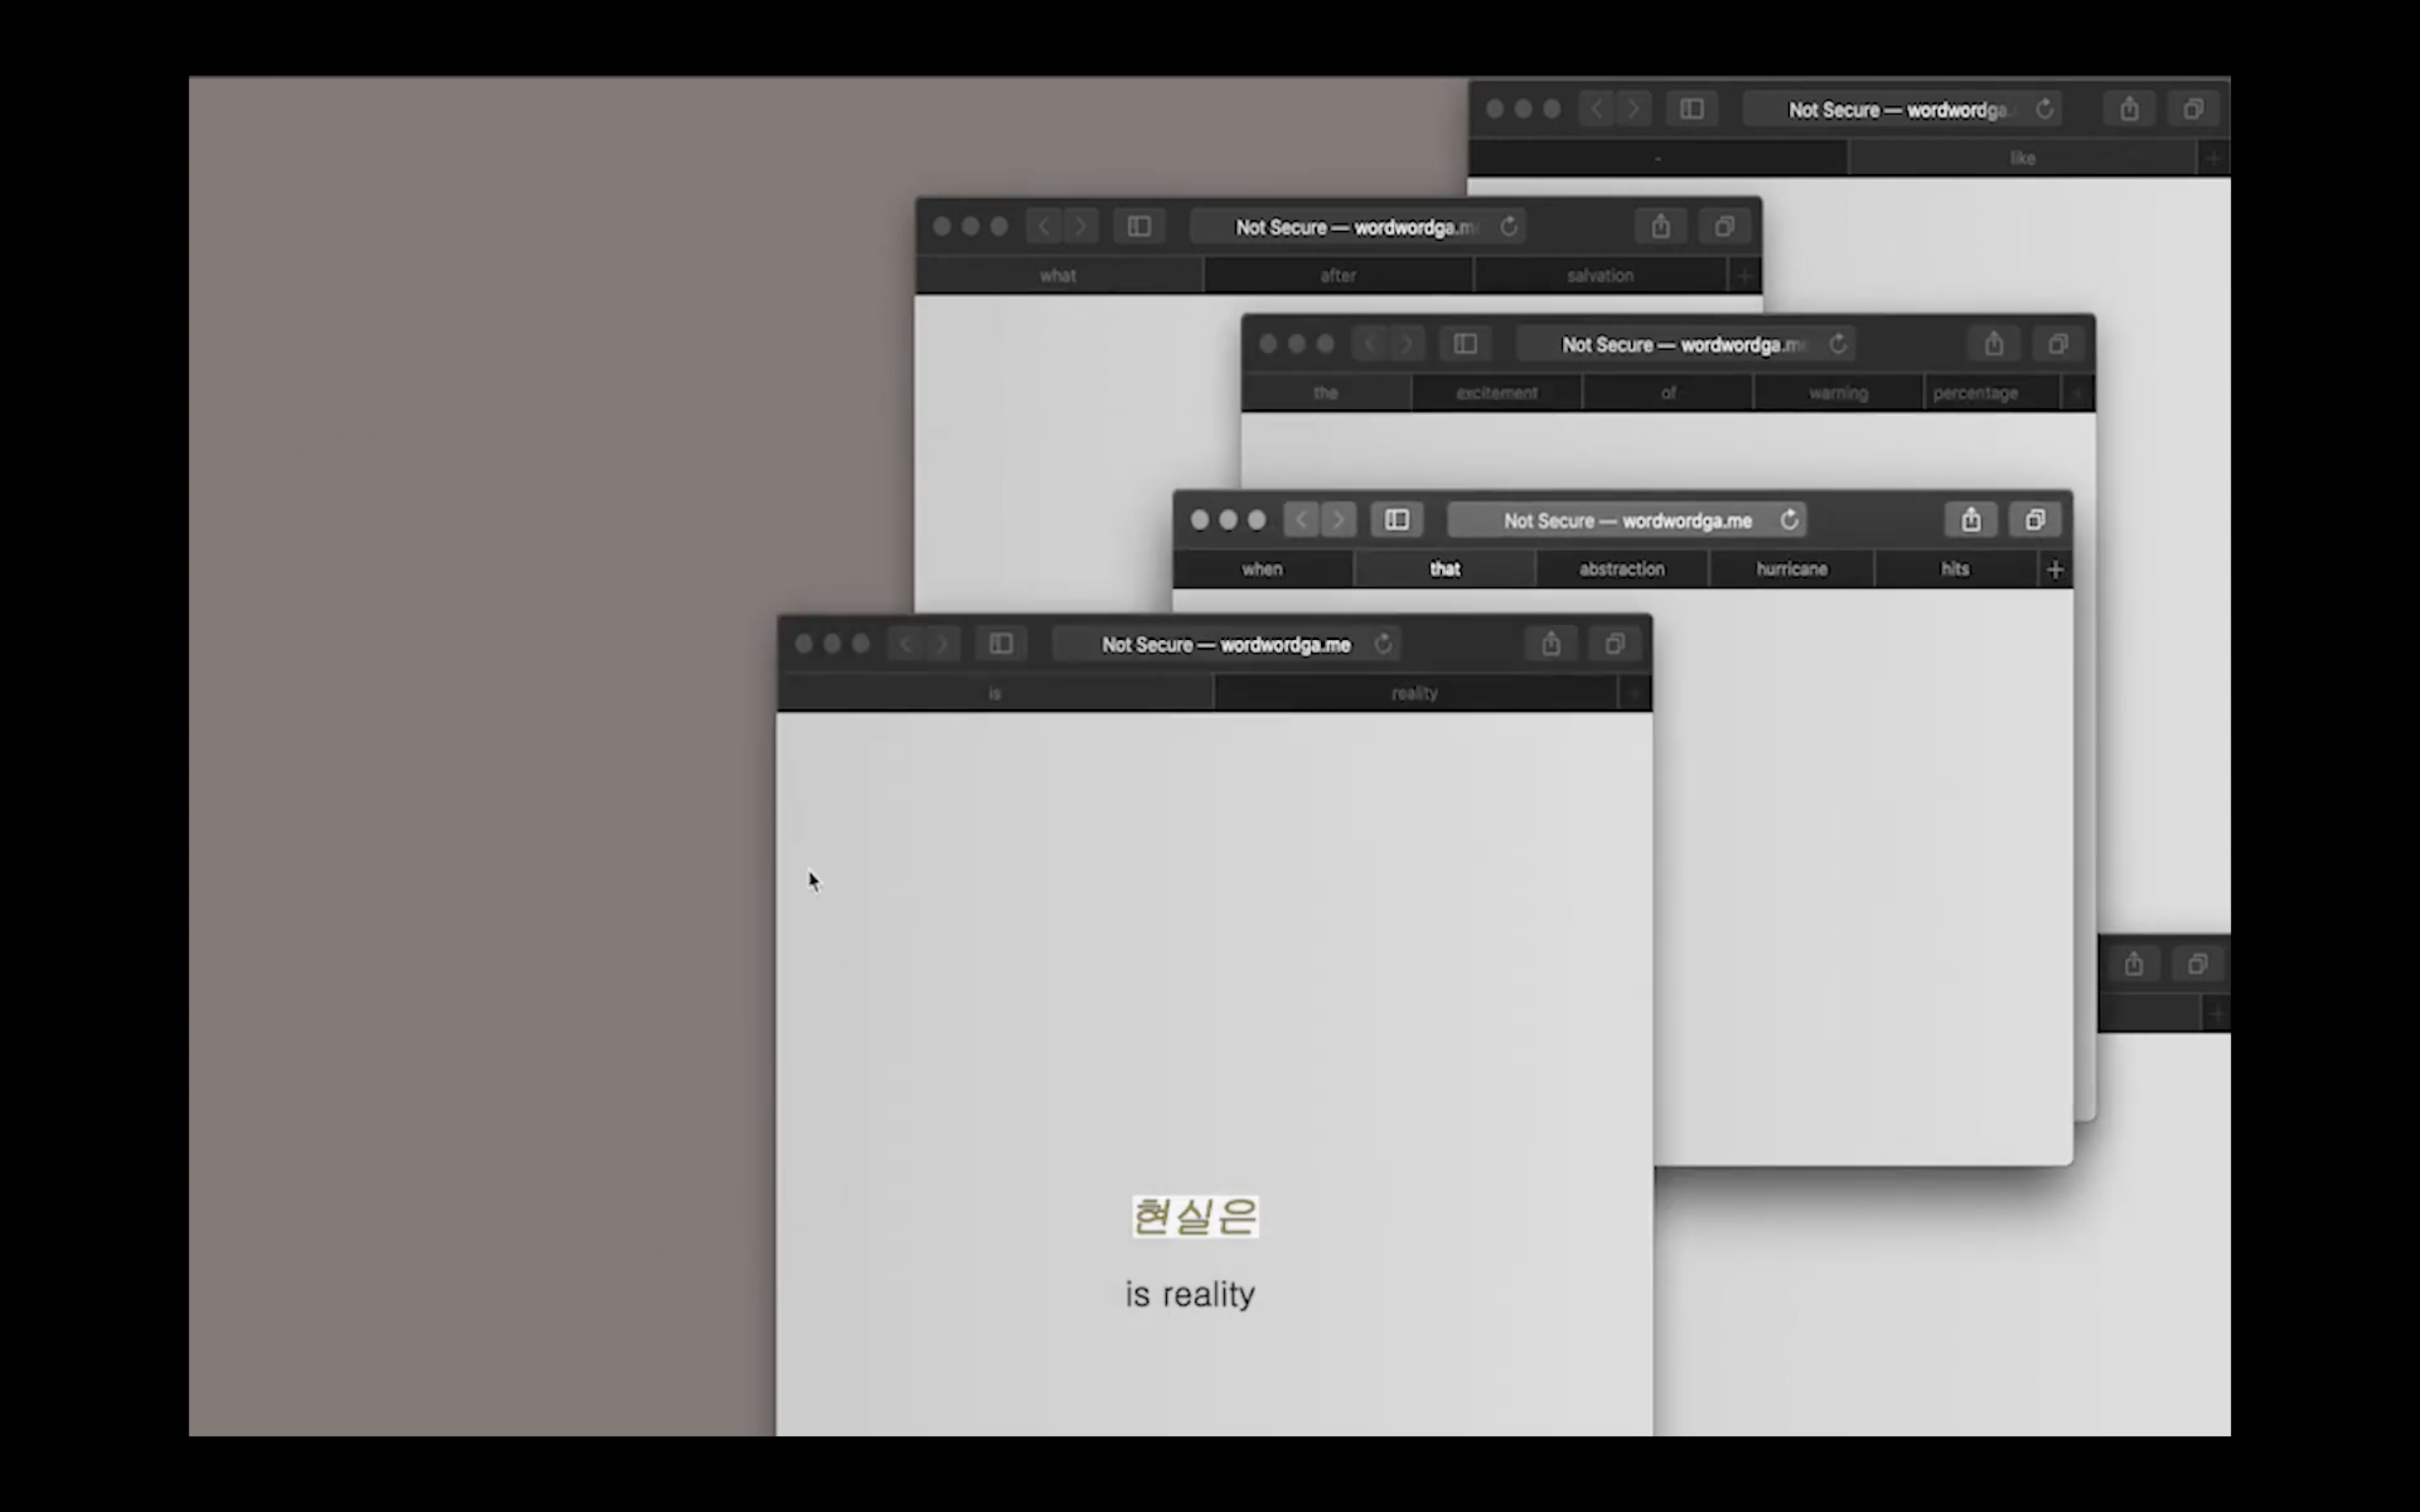 Not Secure — wordwordga.
- like
Not Secure — wordwordga.m
what after salvation
Not Secure — wordwordga.me
the excitement of warning percentage
Not Secure — wordwordga.me
when that abstraction hurricane hits
Not Secure — wordwordga.me
is reality
현실은
is reality